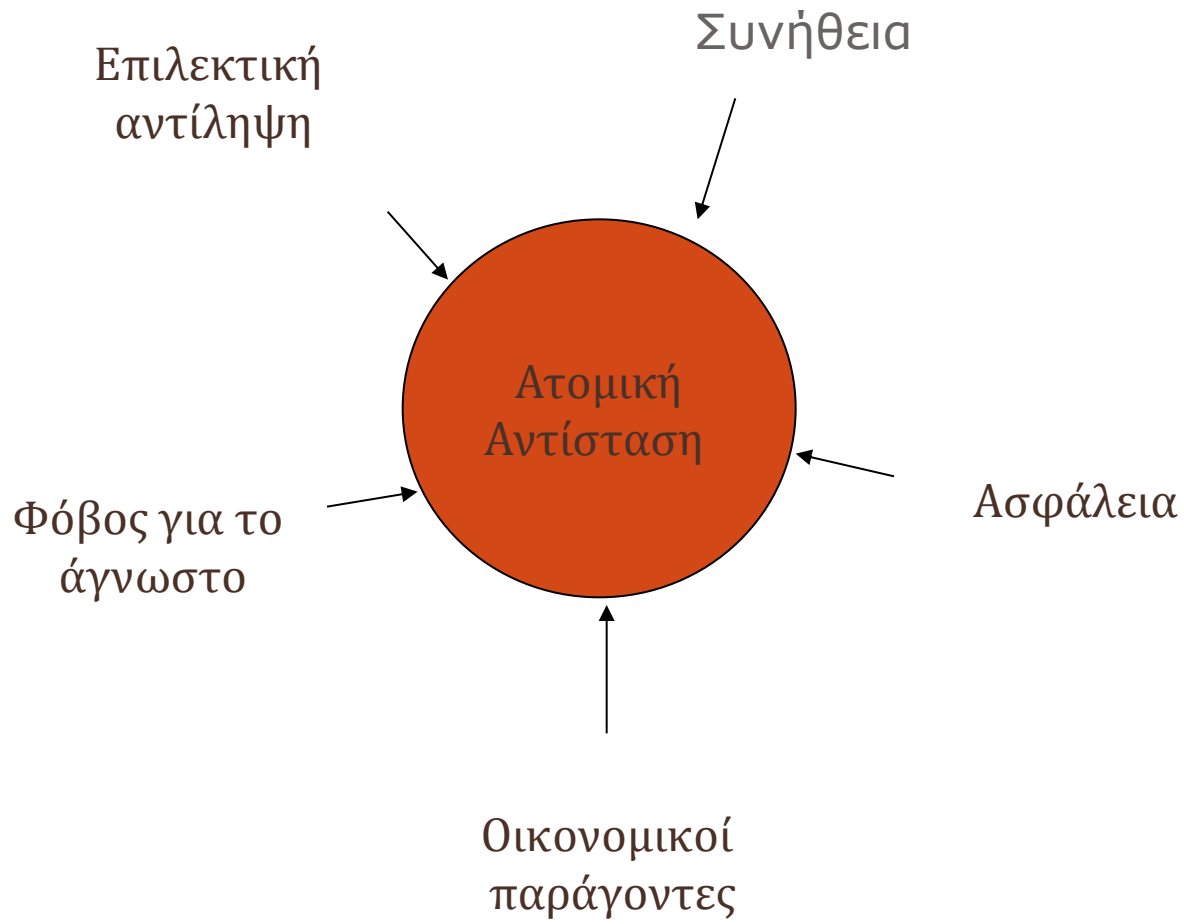 Συνήθεια
Επιλεκτική
αντίληψη
Ατομική
Αντίσταση
Ασφάλεια
Φόβος για το
άγνωστο
Οικονομικοί
παράγοντες